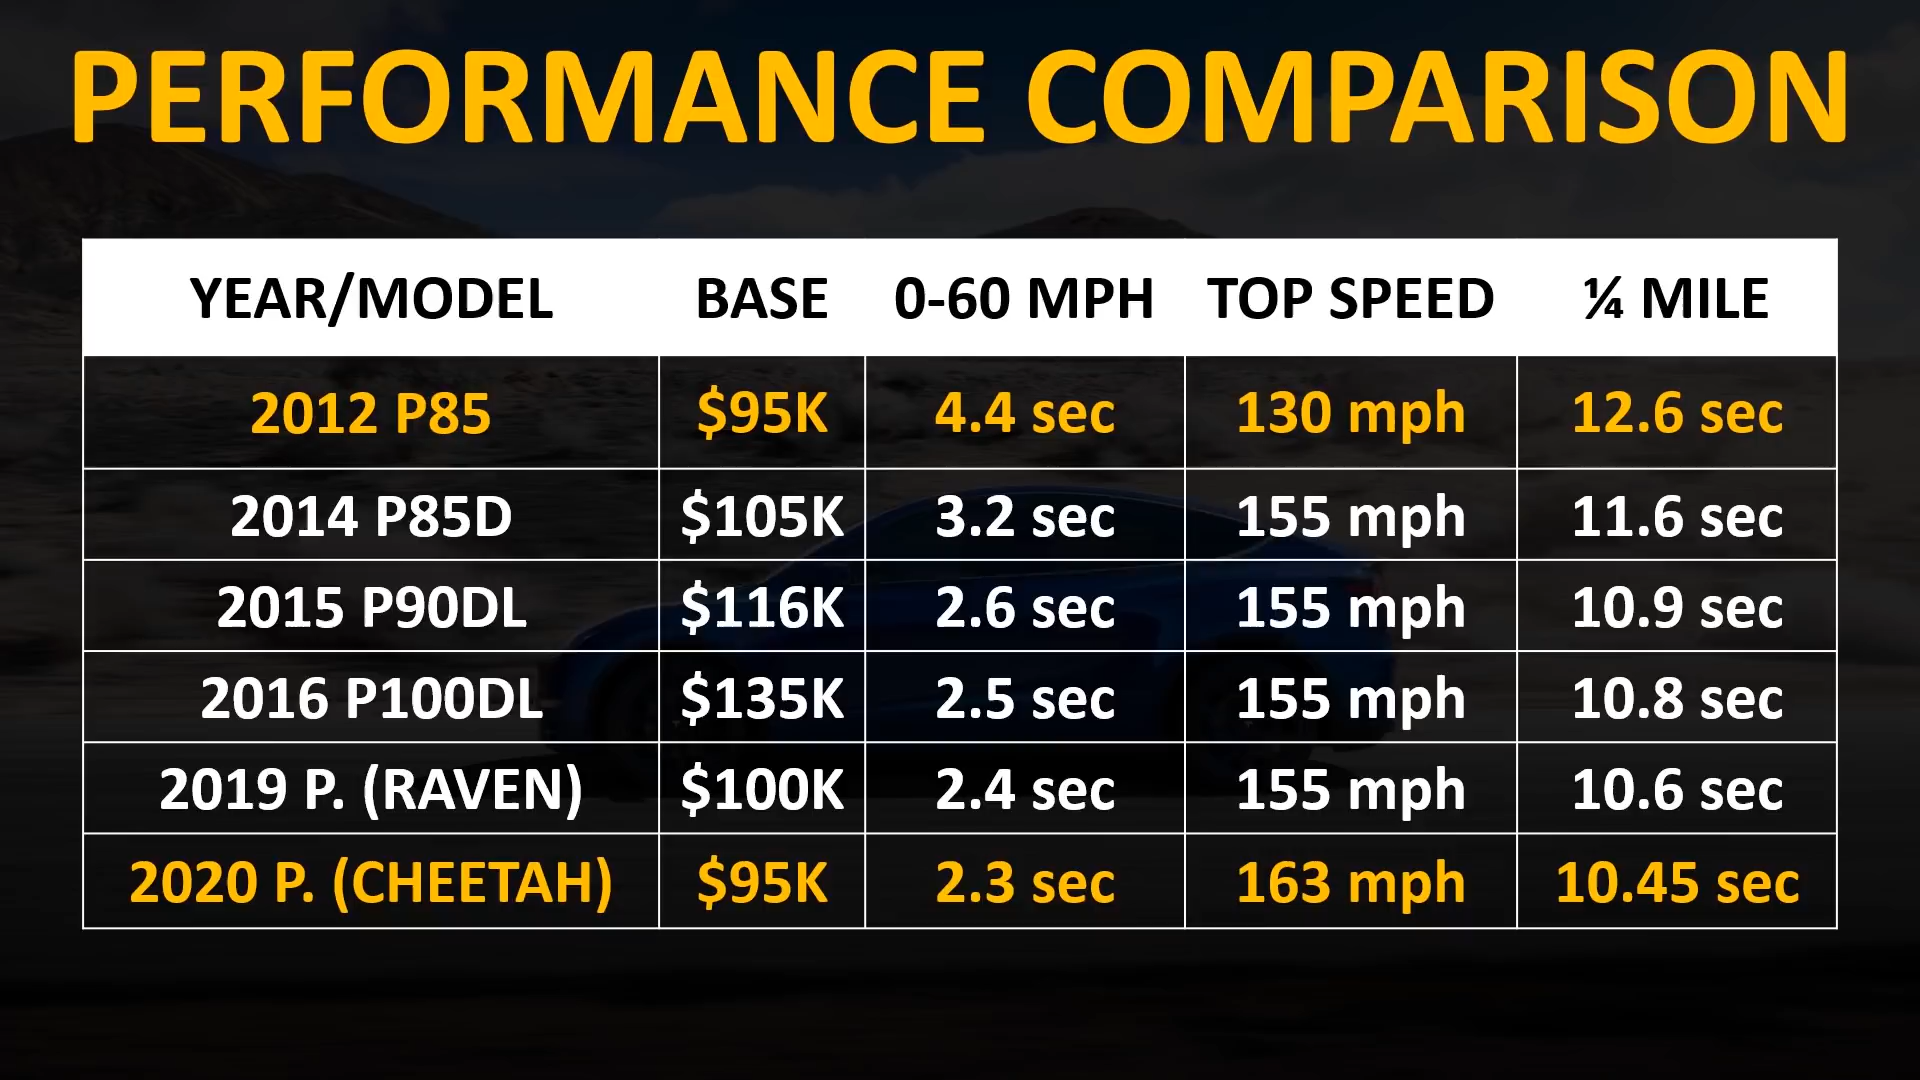 PERFORMANCE COMPARISON
YEAR/MODEL BASE 0-60 MPH TOP SPEED ¼ MILE
2012 P85 $95K 4.4 sec 130 mph 12.6 sec
2014 P85D $105K 3.2 sec 155 mph 11.6 sec
2015 P90DL $116K 2.6 sec 155 mph 10.9 sec
2016 P100DL $135K 2.5 sec 155 mph 10.8 sec
2019 P. (RAVEN) $100K 2.4 sec 155 mph 10.6 sec
2020 P. (CHEETAH) $95K 2.3 sec 163 mph 10.45 sec